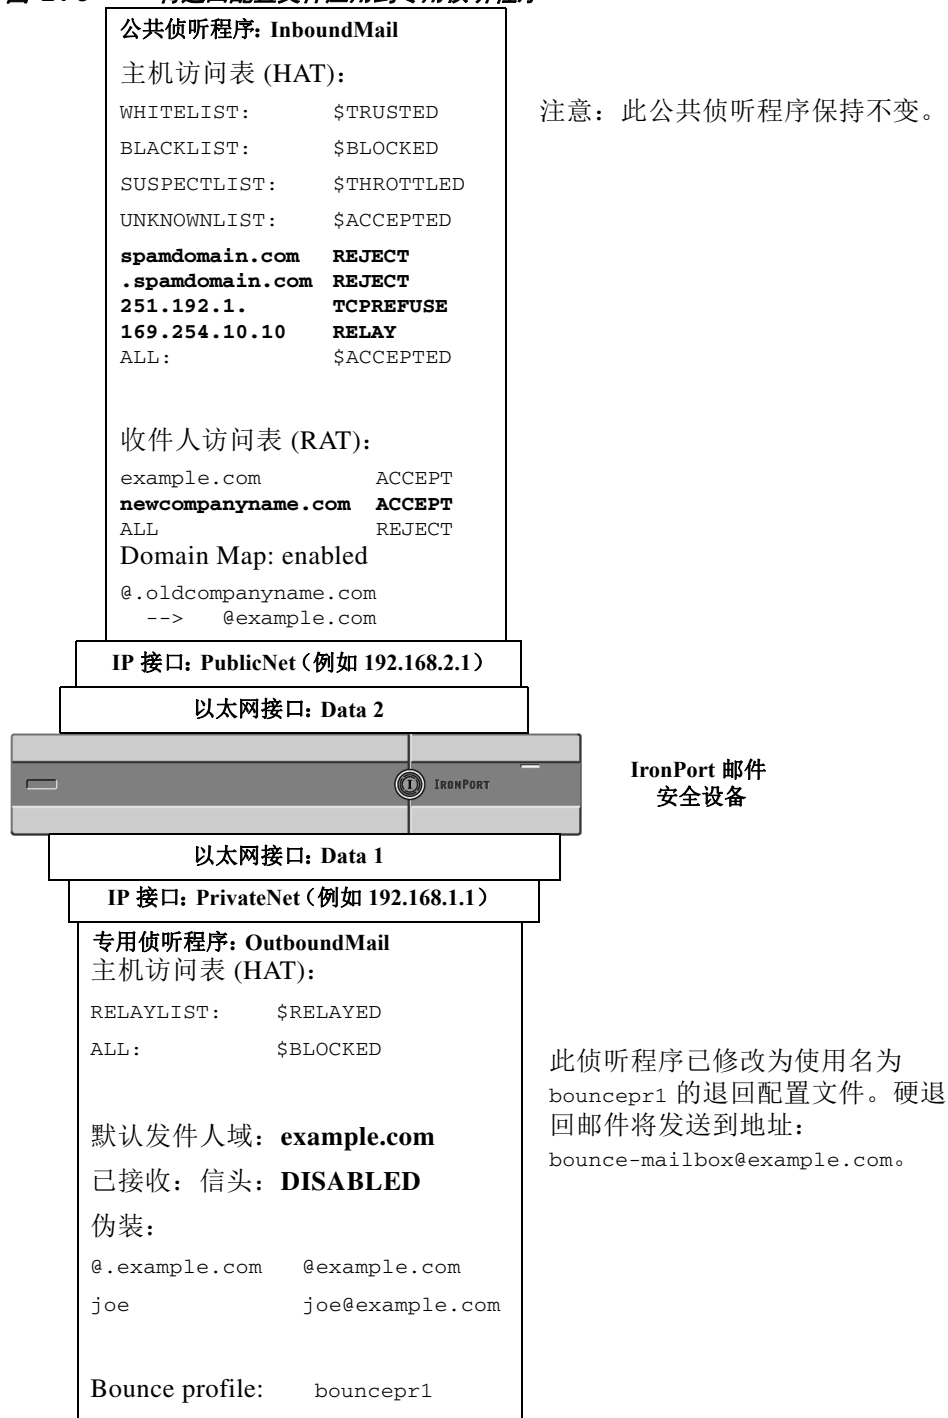 公共侦听程序: InboundMail
主机访问表 (HAT):
WHITELIST: $TRUSTED
注意: 此公共侦听程序保持不变。
BLACKLIST: $BLOCKED
SUSPECTLIST: $THROTTLED
UNKNOWNLIST: $ACCEPTED
spamdomain.com REJECT
.spamdomain.com REJECT
251.192.1. TCPREFUSE
169.254.10.10 RELAY
ALL: $ACCEPTED
收件人访问表 (RAT):
example.com ACCEPT
newcompanyname.com ACCEPT
ALL REJECT
Domain Map: enabled
@.oldcompanyname.com
--> @example.com
IP 接口: PublicNet (例如 192.168.2.1)
以太网接口: Data 2
IRONPORT
IronPort 邮件
安全设备
以太网接口: Data 1
IP 接口: PrivateNet (例如 192.168.1.1)
专用侦听程序: OutboundMail
主机访问表 (HAT):
RELAYLIST: $RELAYED
ALL: $BLOCKED
此侦听程序已修改为使用名为
bouncepr1 的退回配置文件。硬退
回邮件将发送到地址:
bounce-mailbox@example.com。
默认发件人域: example.com
已接收: 信头: DISABLED
伪装:
@.example.com @example.com
joe joe@example.com
Bounce profile: bouncepr1